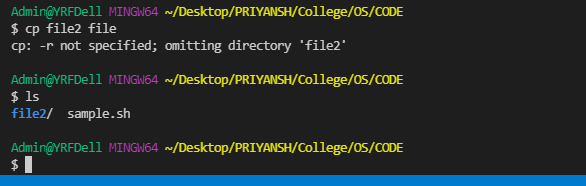 Admin@YRFDell MINGW64 ~/Desktop/PRIYANSH/College/OS/CODE
$ cp file2 file
cp: -r not specified; omitting directory 'file2'
Admin@YRFDell MINGW64 ~/Desktop/PRIYANSH/College/OS/CODE
$ ls
file2/  sample.sh
Admin@YRFDell MINGW64 ~/Desktop/PRIYANSH/College/OS/CODE
$